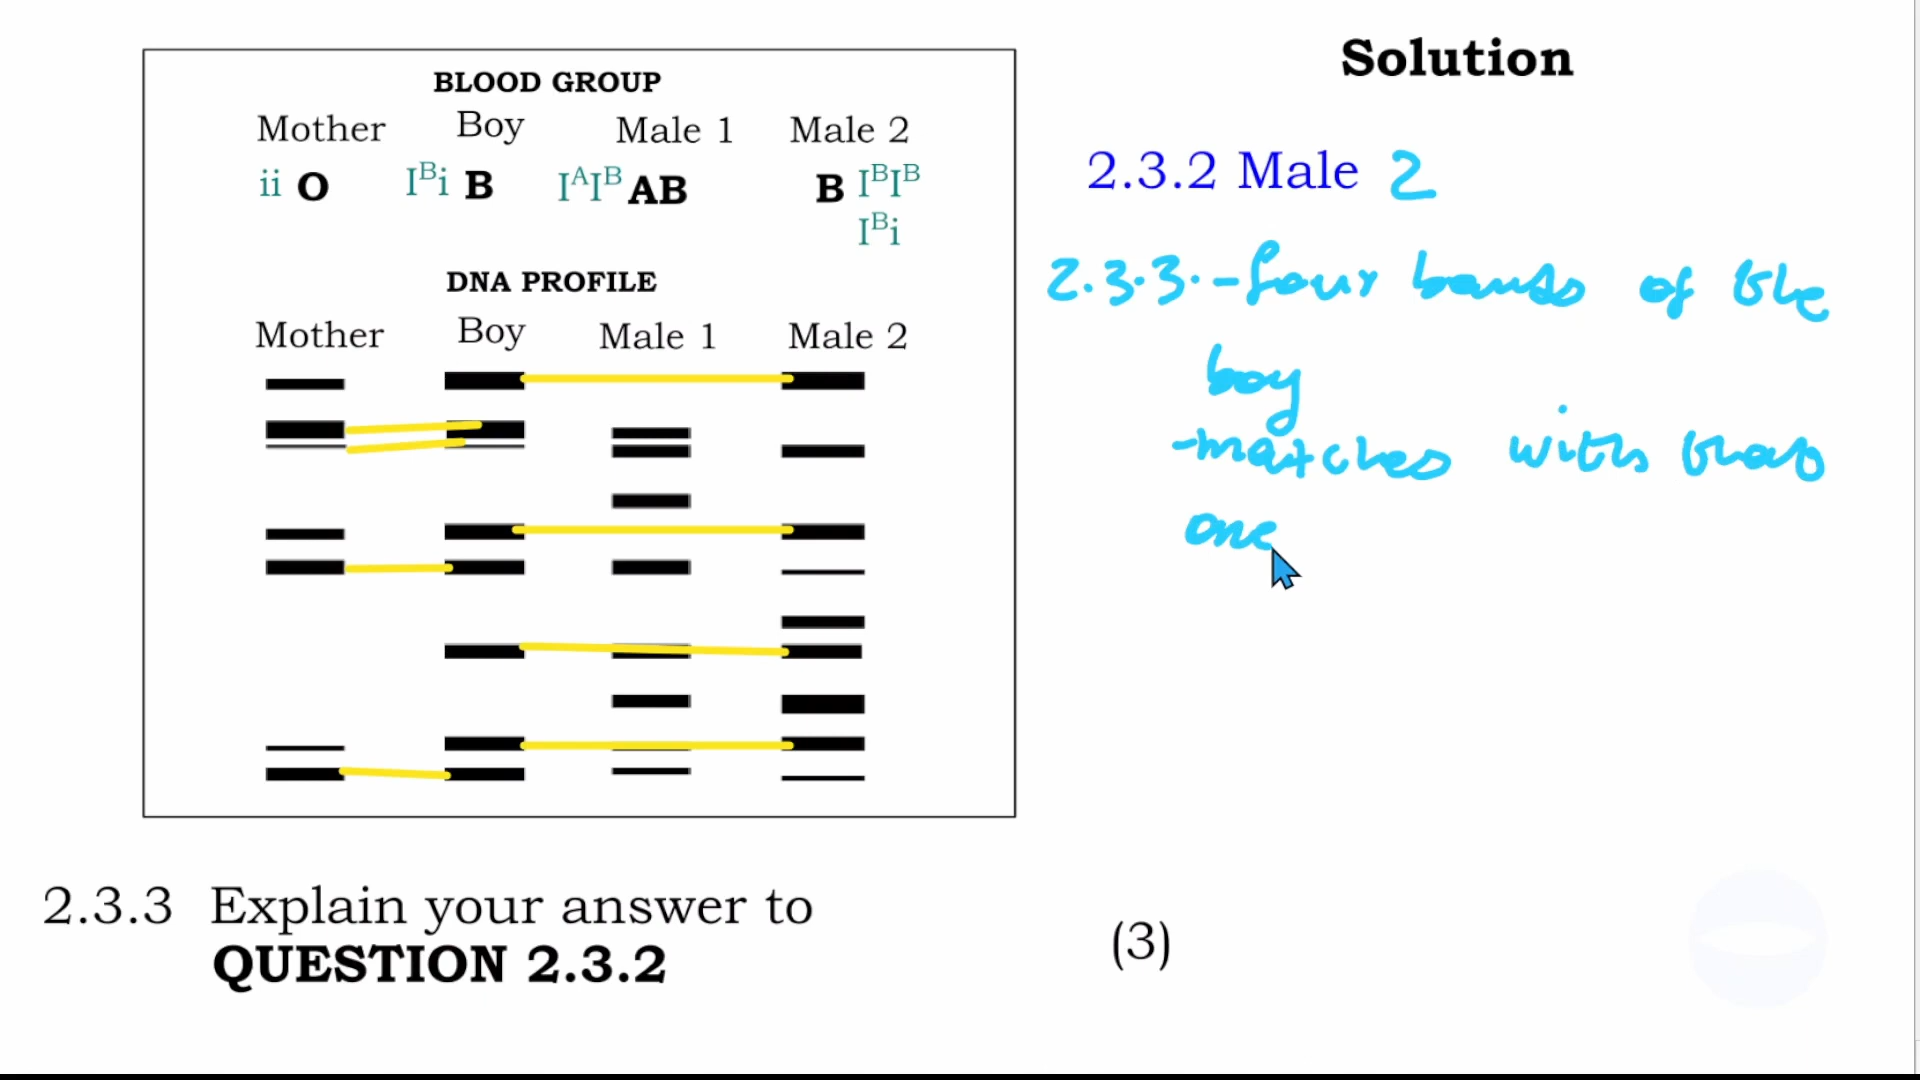 BLOOD GROUP
Mother Boy Male 1 Male 2
ii O Iᴮi B IᴬIᴮ AB B IᴮIᴮ
Iᴮi
DNA PROFILE
Mother Boy Male 1 Male 2
2.3.3 Explain your answer to
QUESTION 2.3.2
(3)
Solution
2.3.2 Male 2
2.3.3. - four bands of the
boy
- matches with that
one